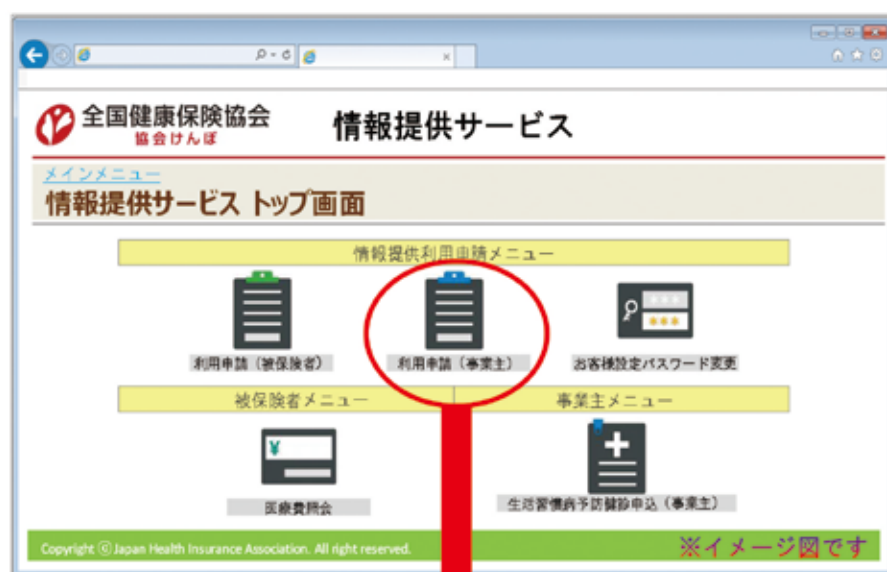 全国健康保険協会
協会けんぽ
情報提供サービス
メインメニュー
情報提供サービス トップ画面
情報提供利用申請メニュー
利用申請（被保険者）
利用申請（事業主）
お客様設定パスワード変更
被保険者メニュー
事業主メニュー
¥
医療費照会
生活習慣病予防健診申込（事業主）
Copyright ⓒ Japan Health Insurance Association. All right reserved.
※イメージ図です